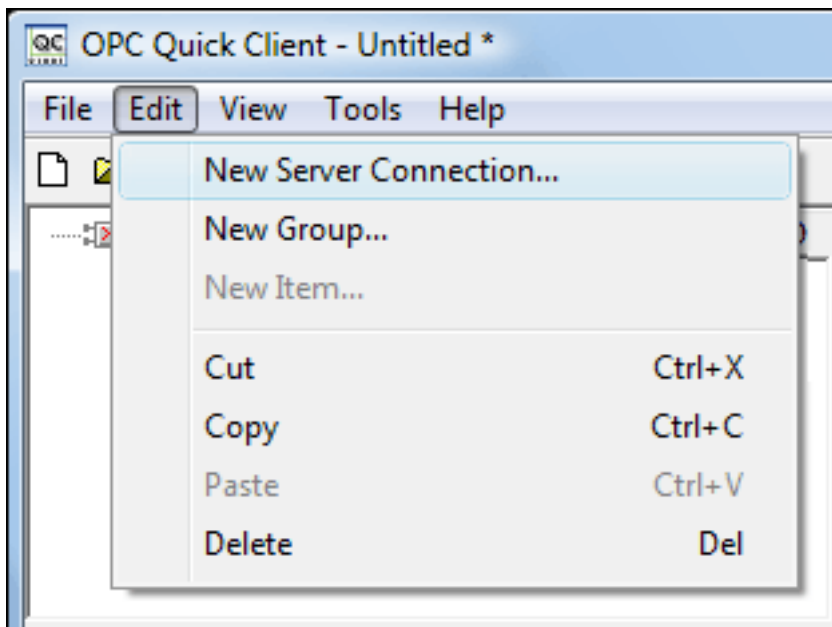 OPC Quick Client - Untitled *
File Edit View Tools Help
New Server Connection...
New Group...
New Item...
Cut Ctrl+X
Copy Ctrl+C
Paste Ctrl+V
Delete Del